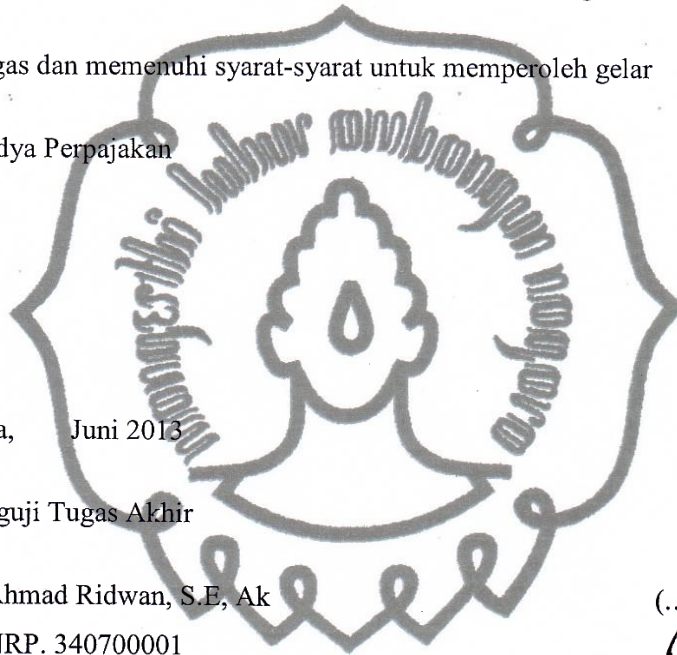 gas dan memenuhi syarat-syarat untuk memperoleh gelar
dya Perpajakan
a, Juni 2013
guji Tugas Akhir
hmad Ridwan, S.E, Ak
NRP. 340700001
(..